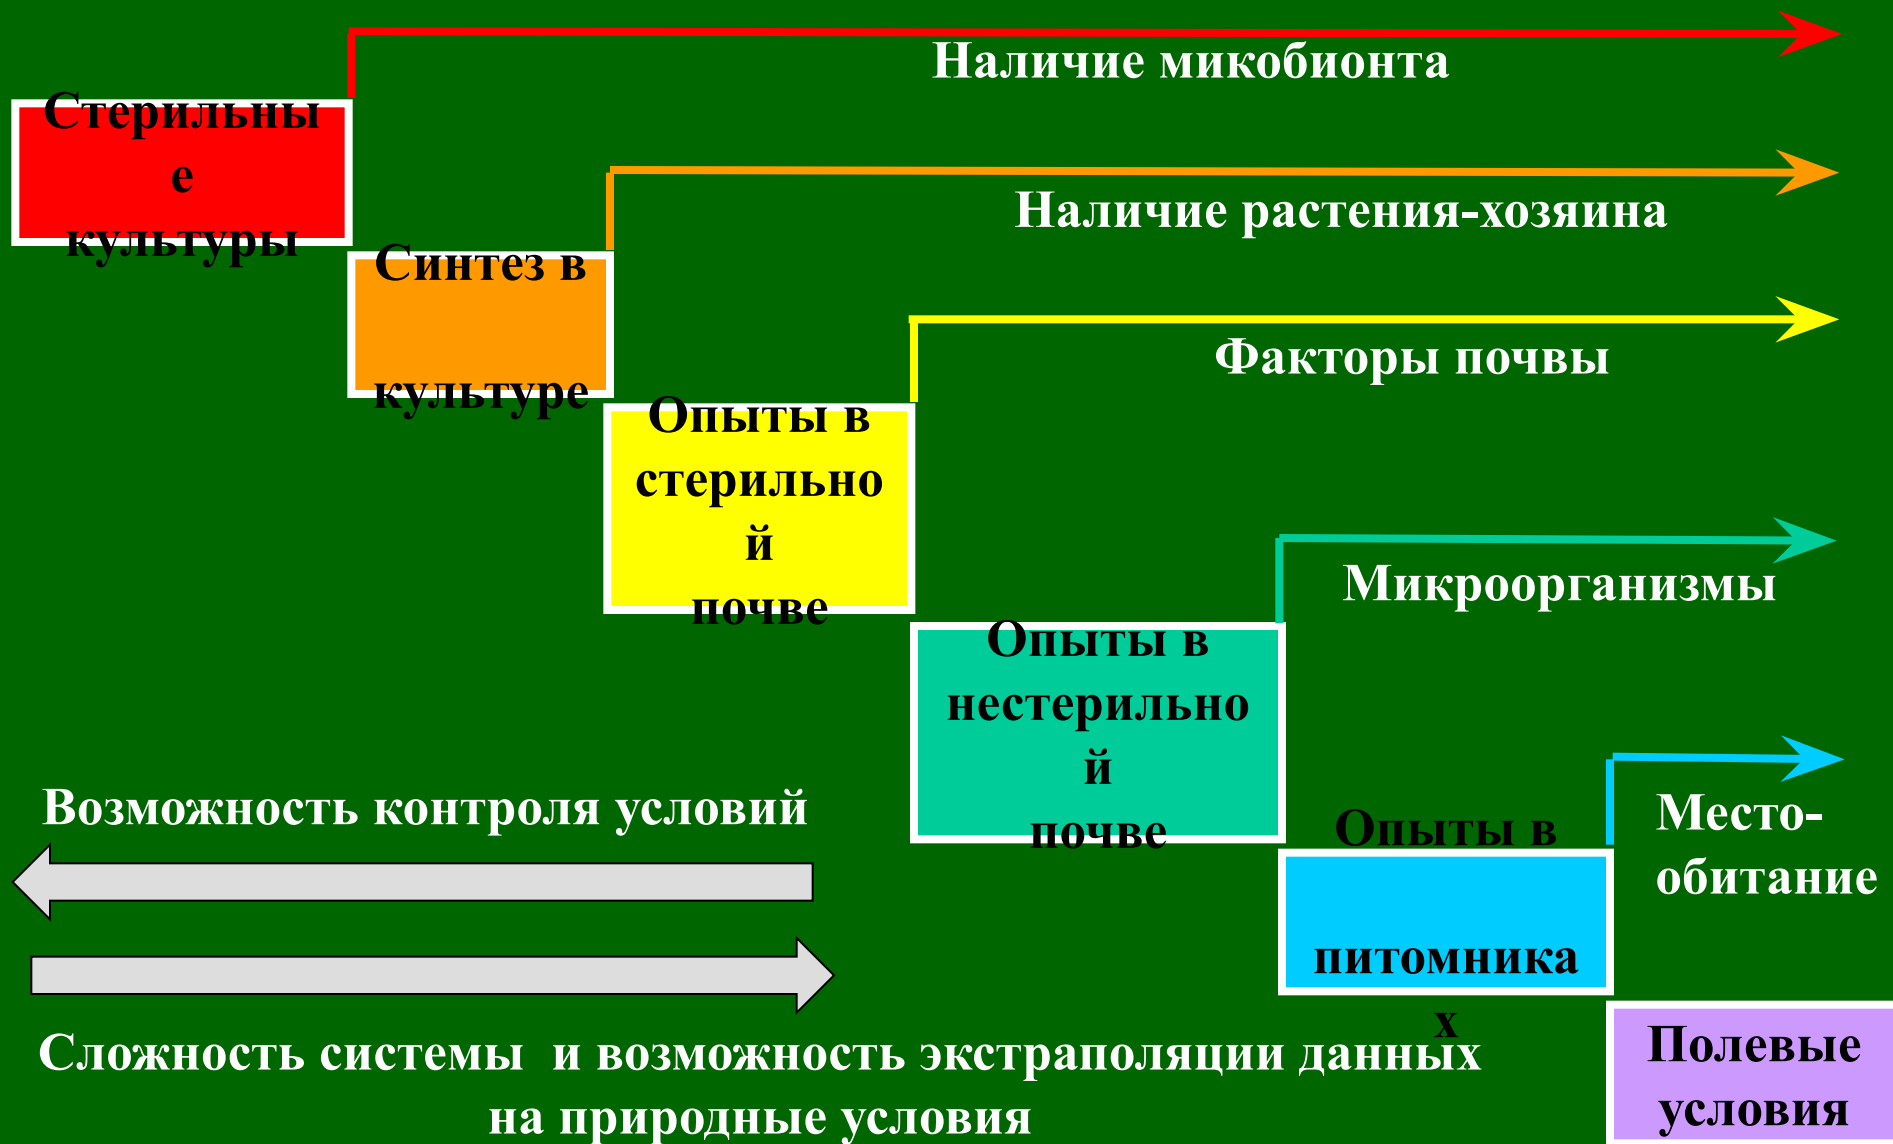 Наличие микобионта
Стерильны
е
культуры
Наличие растения-хозяина
Синтез в
культуре
Факторы почвы
Опыты в
стерильно
й
почве
Микроорганизмы
Опыты в
нестерильно
й
почве
Место-
обитание
Опыты в
питомника
х
Возможность контроля условий
Сложность системы  и возможность экстраполяции данных
на природные условия
Полевые
условия